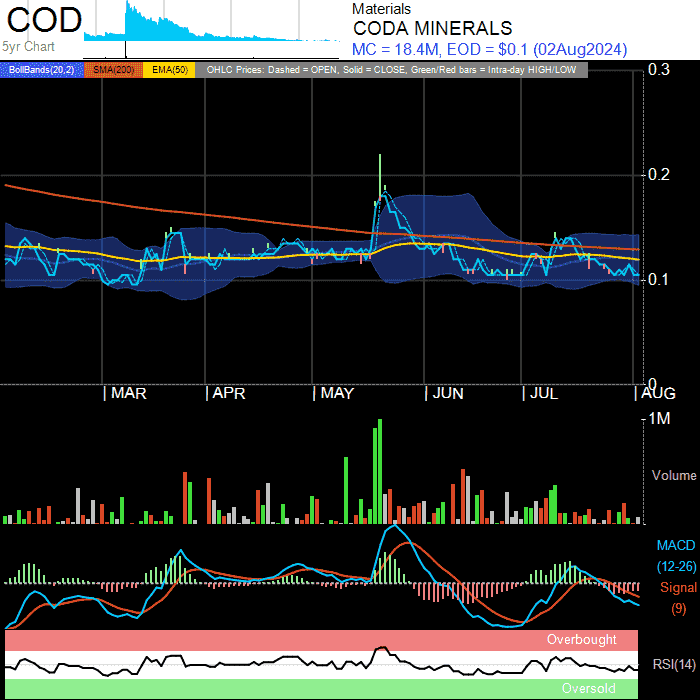 COD
5yr Chart
Materials
CODA MINERALS
MC = 18.4M, EOD = $0.1 (02Aug2024)
BollBands(20,2) SMA(200) EMA(50) OHLC Prices: Dashed = OPEN, Solid = CLOSE, Green/Red bars = Intra-day HIGH/LOW
0.3
0.2
0.1
0
MAR APR MAY JUN JUL AUG
1M
Volume
MACD
(12-26)
Signal
(9)
Overbought
RSI(14)
Oversold